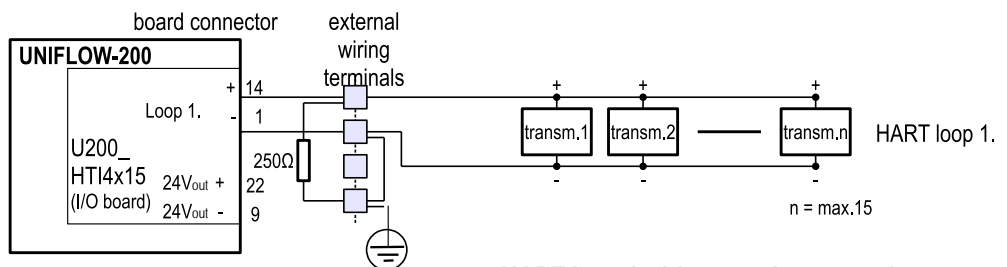 board connector
external
wiring
terminals
UNIFLOW-200
+ 14
Loop 1.
- 1
U200_
HTI4x15
(I/O board)
24Vout + 22
24Vout - 9
250Ω
+ + +
transm.1 transm.2 transm.n
HART loop 1.
- - -
n = max.15